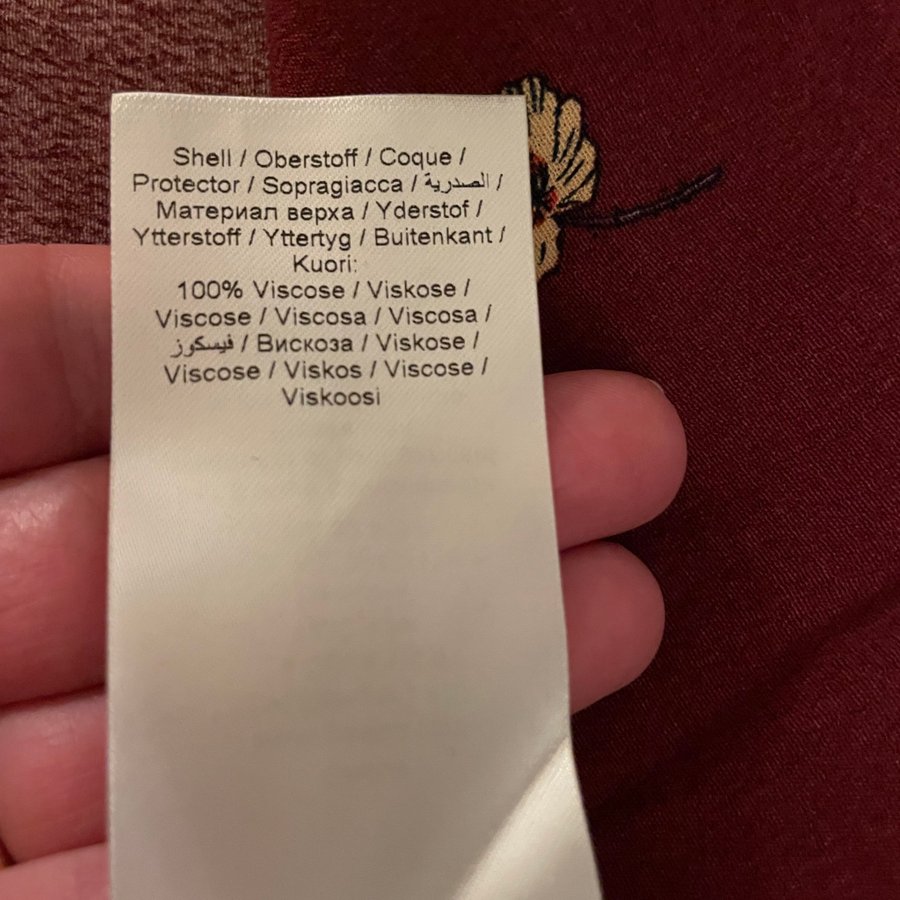 Shell / Oberstoff / Coque /
Protector / Sopragiacca / الصدرية /
Материал верха / Yderstof /
Ytterstoff / Yttertyg / Buitenkant /
Kuori:
100% Viscose / Viskose /
Viscose / Viscosa / Viscosa /
فيسكوز / Вискоза / Viskose /
Viscose / Viskos / Viscose /
Viskoosi